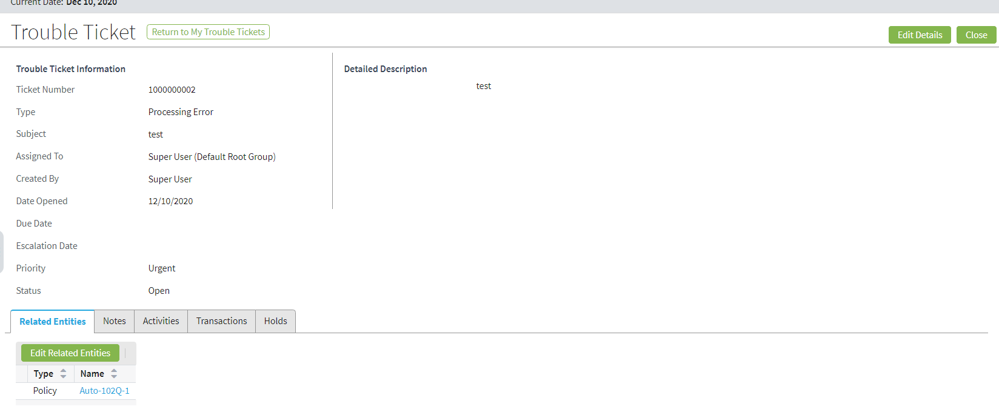 Current Date: Dec 10, 2020
Trouble Ticket Return to My Trouble Tickets Edit Details Close
Trouble Ticket Information
Ticket Number 1000000002
Type Processing Error
Subject test
Assigned To Super User (Default Root Group)
Created By Super User
Date Opened 12/10/2020
Due Date
Escalation Date
Priority Urgent
Status Open
Detailed Description
test
Related Entities Notes Activities Transactions Holds
Edit Related Entities
Type Name
Policy Auto-102Q-1